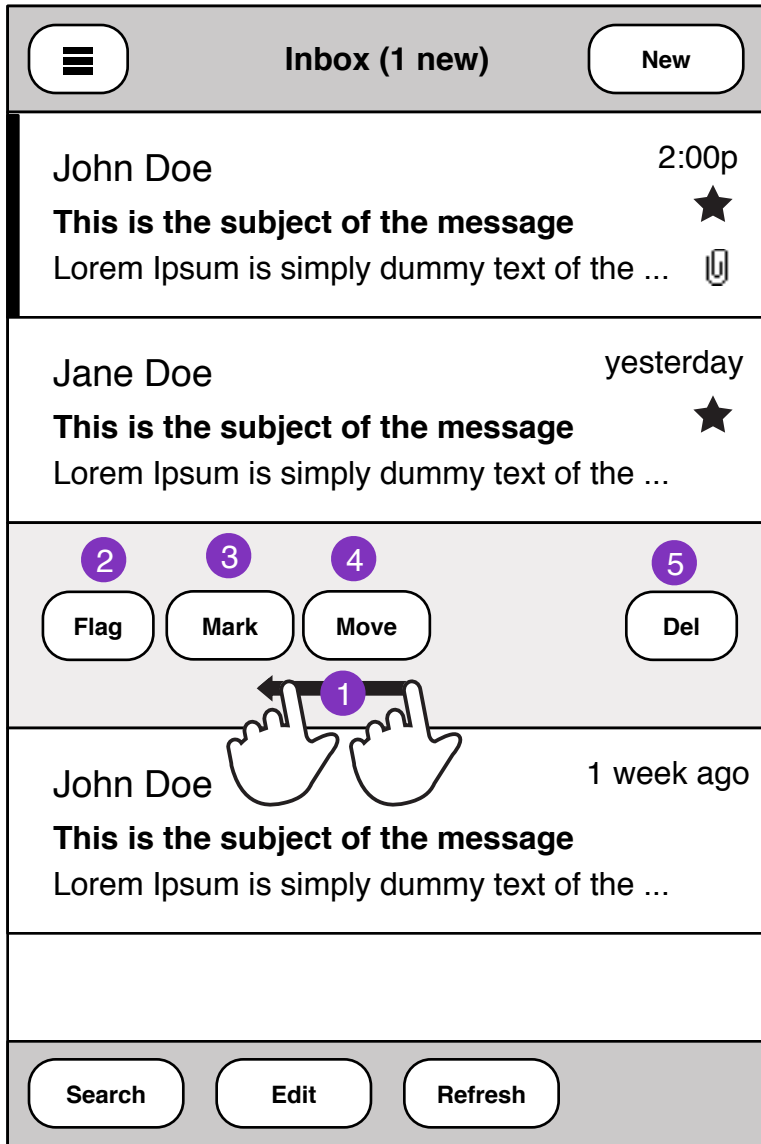 Inbox (1 new)
New
John Doe
2:00p
This is the subject of the message
Lorem Ipsum is simply dummy text of the ...
Jane Doe
yesterday
This is the subject of the message
Lorem Ipsum is simply dummy text of the ...
2 3 4 5
Flag Mark Move Del
1
John Doe
1 week ago
This is the subject of the message
Lorem Ipsum is simply dummy text of the ...
Search Edit Refresh